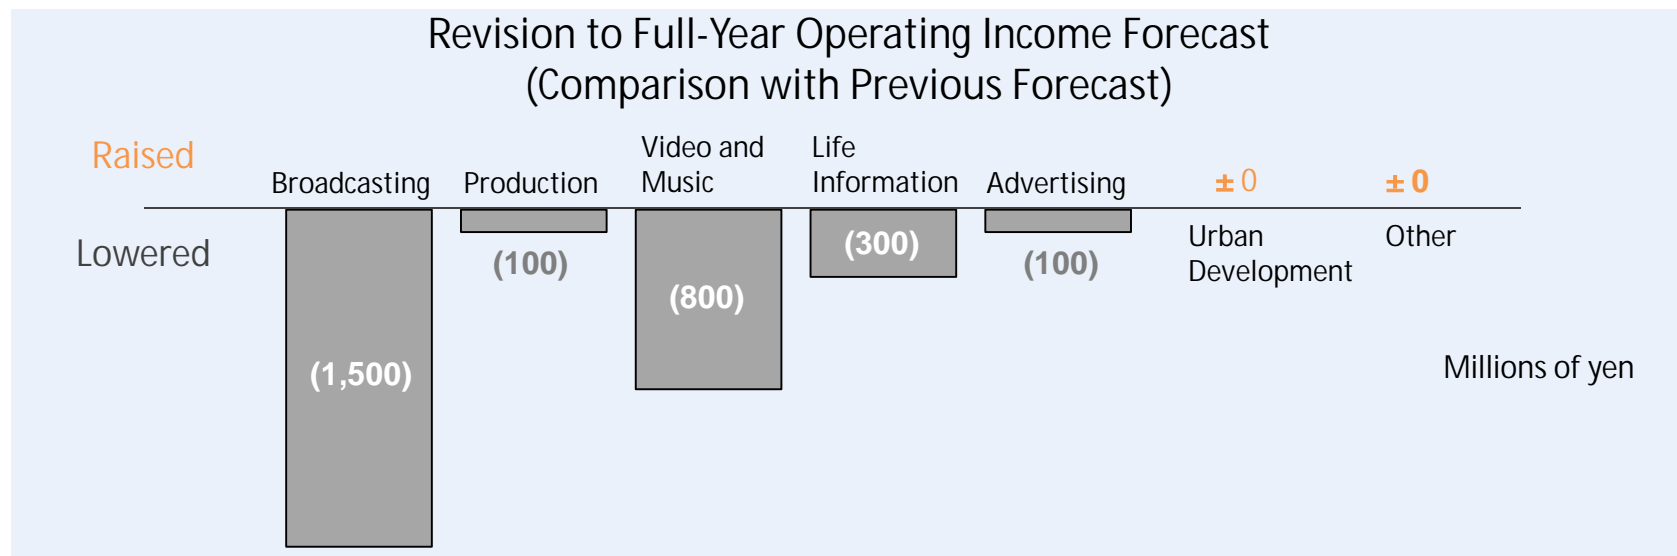 Revision to Full-Year Operating Income Forecast
(Comparison with Previous Forecast)
Raised
Broadcasting
Production
Video and
Music
Life
Information
Advertising
± 0
± 0
Lowered
(1,500)
(100)
(800)
(300)
(100)
Urban
Development
Other
Millions of yen